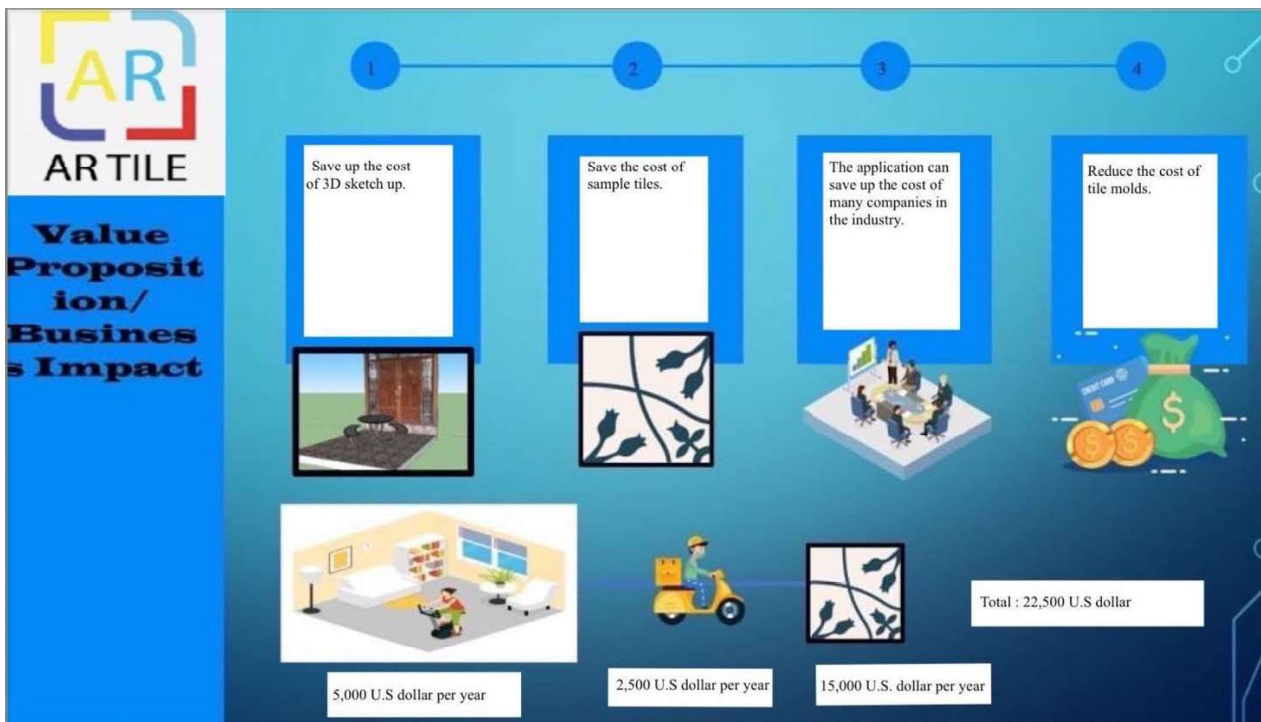 AR
AR TILE
Value
Proposit
ion/
Busines
s Impact
1
2
3
4
Save up the cost
of 3D sketch up.
Save the cost of
sample tiles.
The application can
save up the cost of
many companies in
the industry.
Reduce the cost of
tile molds.
CREDIT CARD
$
$
$
Total : 22,500 U.S dollar
5,000 U.S dollar per year
2,500 U.S dollar per year
15,000 U.S. dollar per year